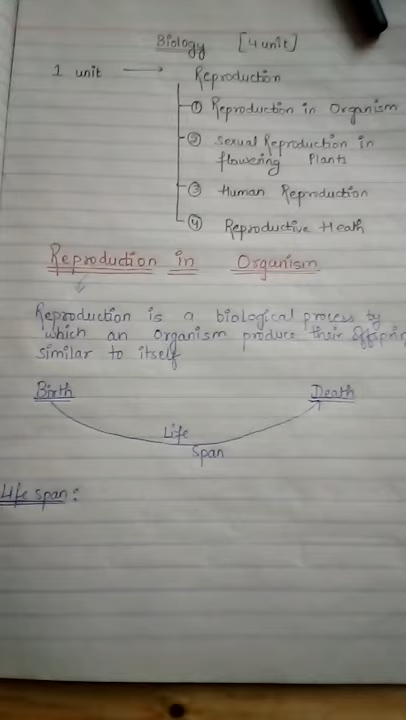 Biology [4 unit]
1 unit → Reproduction
① Reproduction in Organism
② Sexual Reproduction in
flowering Plants
③ Human Reproduction
④ Reproductive Heath
Reproduction in Organism
Reproduction is a biological process by
which an Organism produce their offspring
similar to itself
Birth Death
Life
Span
Life span: